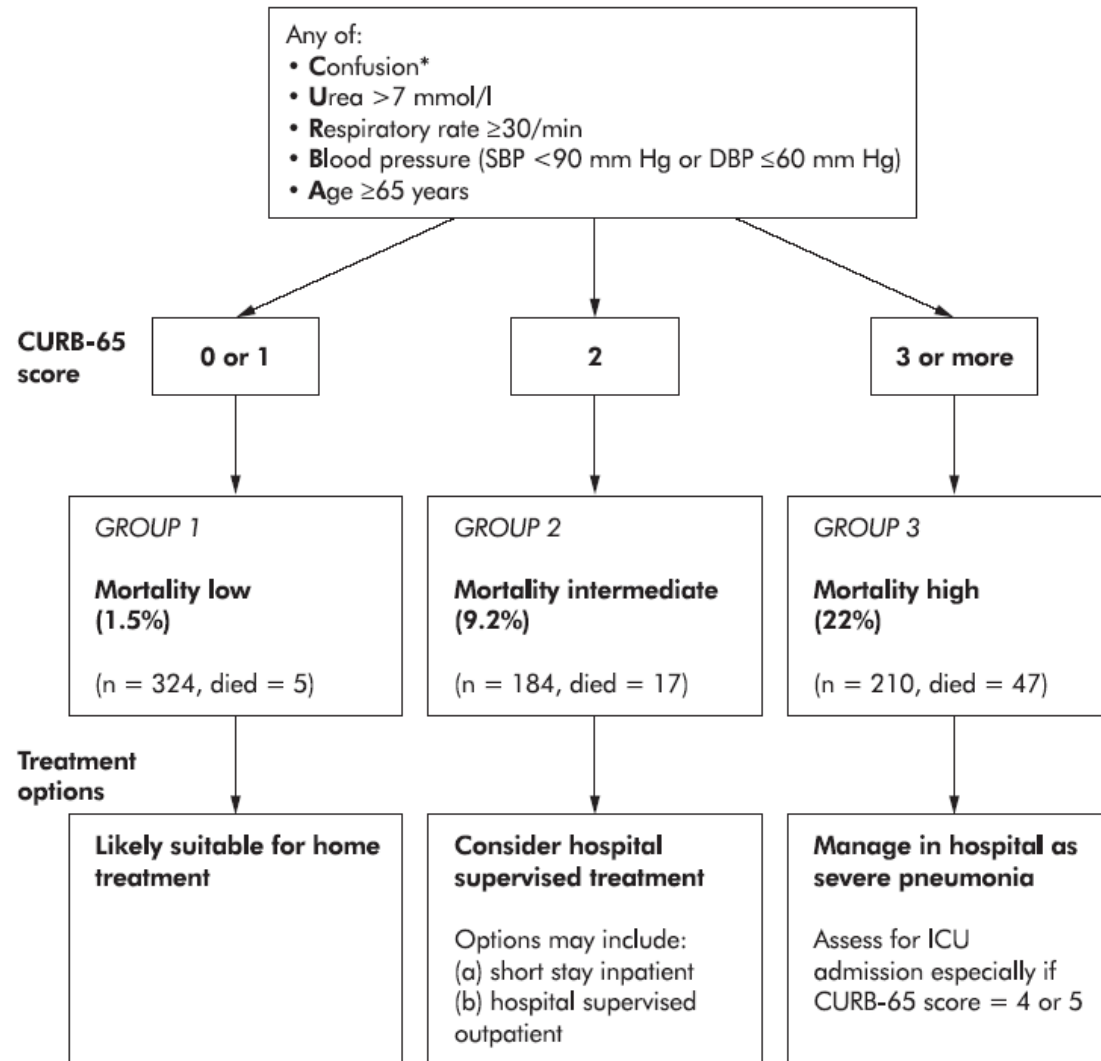 Any of:
• Confusion*
• Urea >7 mmol/l
• Respiratory rate ≥30/min
• Blood pressure (SBP <90 mm Hg or DBP ≤60 mm Hg)
• Age ≥65 years
CURB-65
score
0 or 1
2
3 or more
GROUP 1
Mortality low
(1.5%)
(n = 324, died = 5)
GROUP 2
Mortality intermediate
(9.2%)
(n = 184, died = 17)
GROUP 3
Mortality high
(22%)
(n = 210, died = 47)
Treatment
options
Likely suitable for home
treatment
Consider hospital
supervised treatment
Options may include:
(a) short stay inpatient
(b) hospital supervised
outpatient
Manage in hospital as
severe pneumonia
Assess for ICU
admission especially if
CURB-65 score = 4 or 5